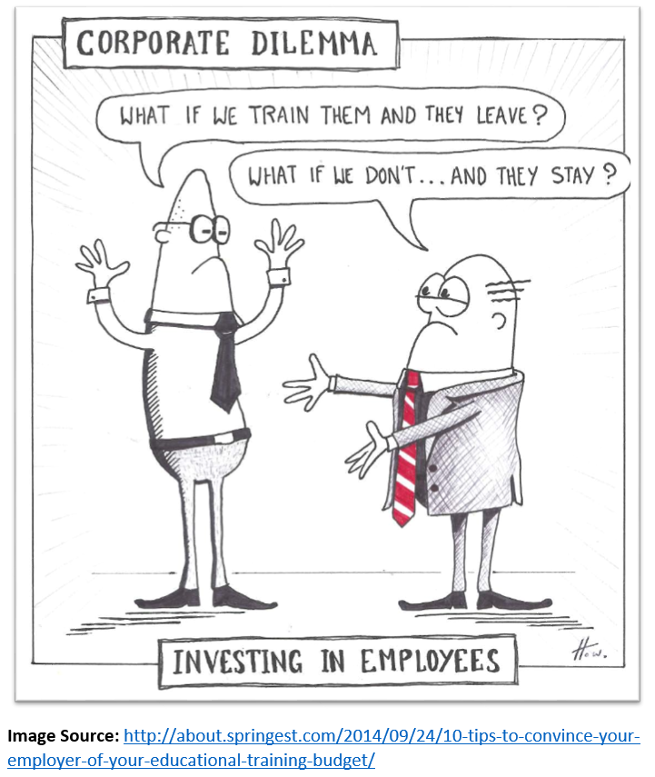 CORPORATE DILEMMA
WHAT IF WE TRAIN THEM AND THEY LEAVE?
WHAT IF WE DON'T...AND THEY STAY?
INVESTING IN EMPLOYEES
How.
Image Source: http://about.springest.com/2014/09/24/10-tips-to-convince-your-
employer-of-your-educational-training-budget/